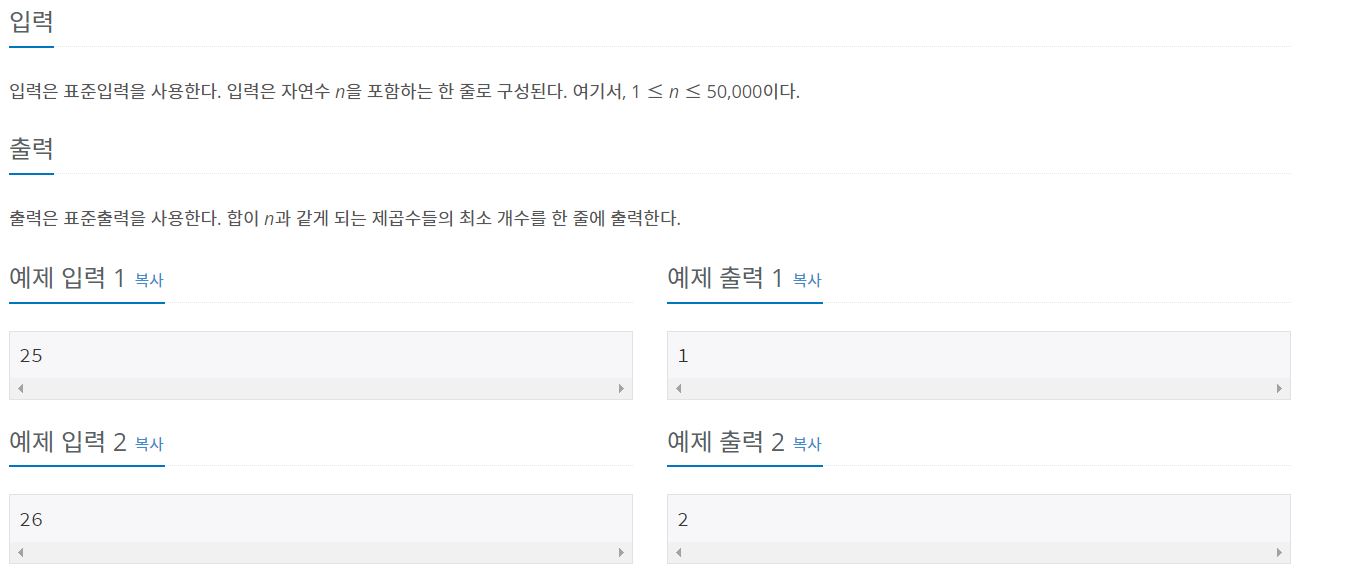 입력
입력은 표준입력을 사용한다. 입력은 자연수 n을 포함하는 한 줄로 구성된다. 여기서, 1 ≤ n ≤ 50,000이다.
출력
출력은 표준출력을 사용한다. 합이 n과 같게 되는 제곱수들의 최소 개수를 한 줄에 출력한다.
예제 입력 1 복사
25
예제 출력 1 복사
1
예제 입력 2 복사
26
예제 출력 2 복사
2